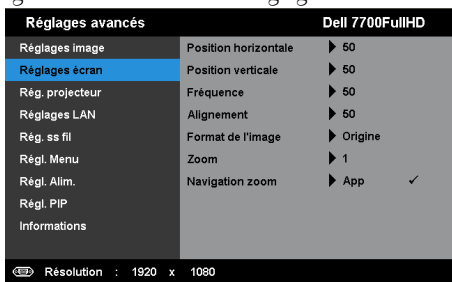 Réglages avancés Dell 7700FullHD
Réglages image Position horizontale 50
Réglages écran Position verticale 50
Rég. projecteur Fréquence 50
Réglages LAN Alignement 50
Rég. ss fil Format de l'image Origine
Régl. Menu Zoom 1
Régl. Alim. Navigation zoom App ✓
Régl. PIP
Informations
Résolution : 1920 x 1080